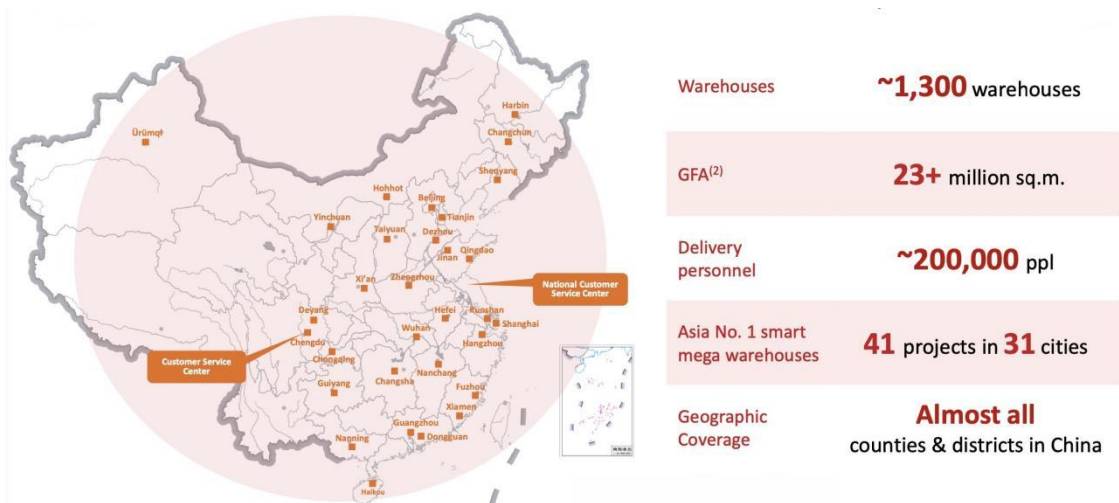 Harbin
Changchun
Ürümqi
Shenyang
Hohhot
Beijing
Tianjin
Yinchuan
Taiyuan
Dezhou
Jinan
Qingdao
Xi'an
Zhengzhou
National Customer
Service Center
Deyang
Hefei
Kunshan
Shanghai
Chengdu
Wuhan
Hangzhou
Customer Service
Center
Chongqing
Nanchang
Changsha
Guiyang
Fuzhou
Xiamen
Guangzhou
Dongguan
Nanning
Haikou
Warehouses
~1,300 warehouses
GFA(2)
23+ million sq.m.
Delivery
personnel
~200,000 ppl
Asia No. 1 smart
mega warehouses
41 projects in 31 cities
Geographic
Coverage
Almost all
counties & districts in China